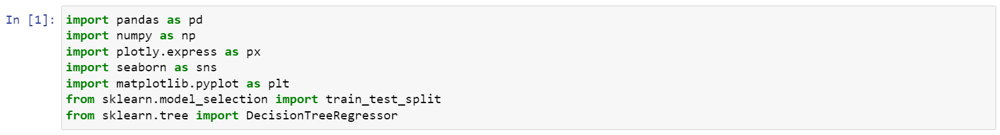 In [1]: import pandas as pd
import numpy as np
import plotly.express as px
import seaborn as sns
import matplotlib.pyplot as plt
from sklearn.model_selection import train_test_split
from sklearn.tree import DecisionTreeRegressor